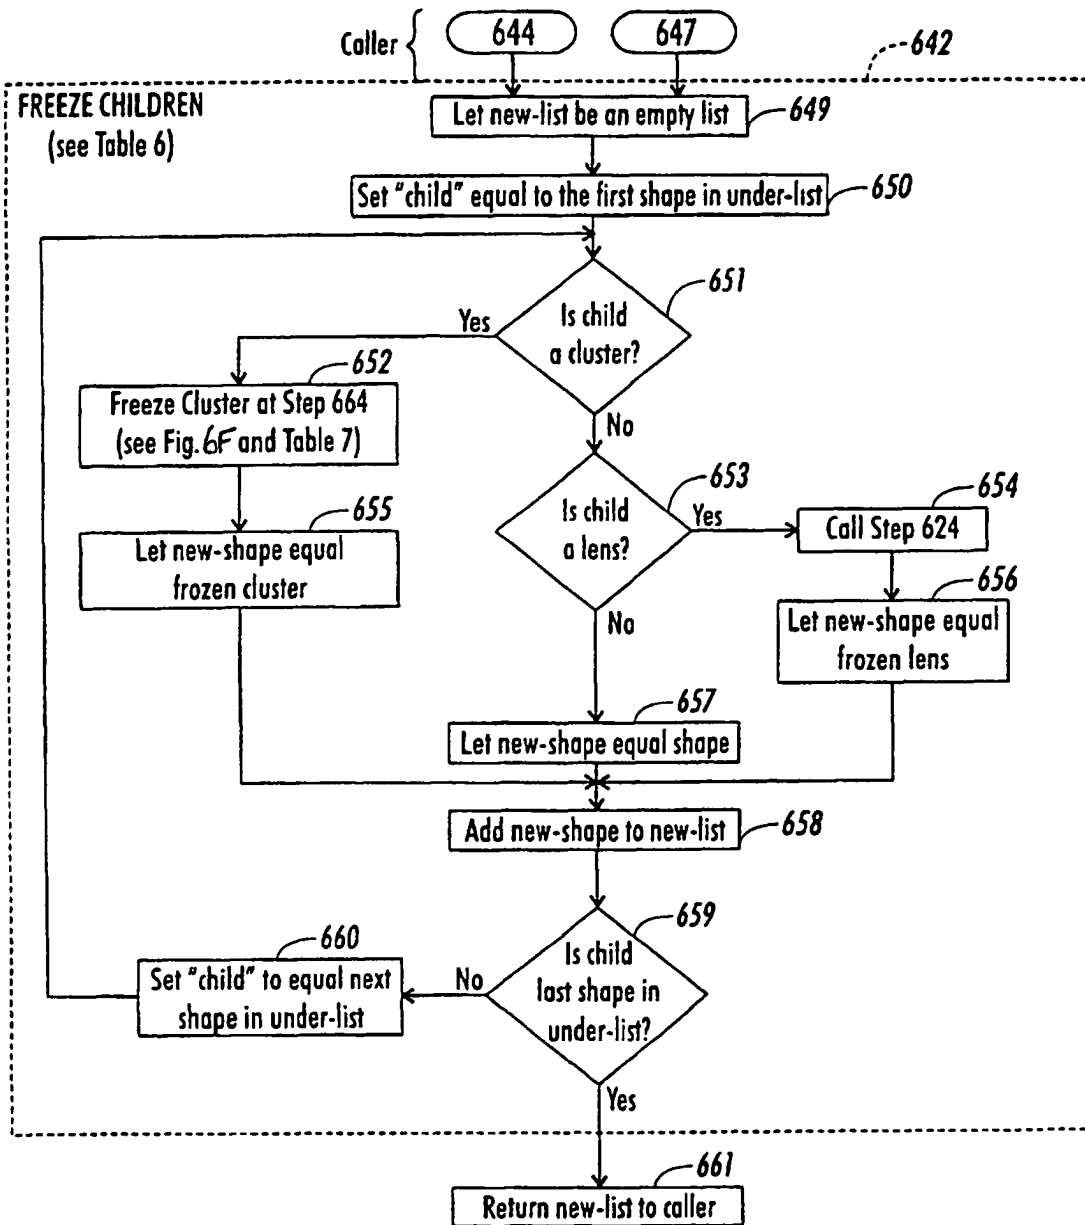 Caller
644
647
642
FREEZE CHILDREN
(see Table 6)
Let new-list be an empty list
649
Set "child" equal to the first shape in under-list
650
651
Is child
a cluster?
Yes
No
652
Freeze Cluster at Step 664
(see Fig. 6F and Table 7)
653
Is child
a lens?
Yes
No
654
Call Step 624
655
Let new-shape equal
frozen cluster
656
Let new-shape equal
frozen lens
657
Let new-shape equal shape
Add new-shape to new-list
658
659
Is child
last shape in
under-list?
No
Yes
660
Set "child" to equal next
shape in under-list
661
Return new-list to caller